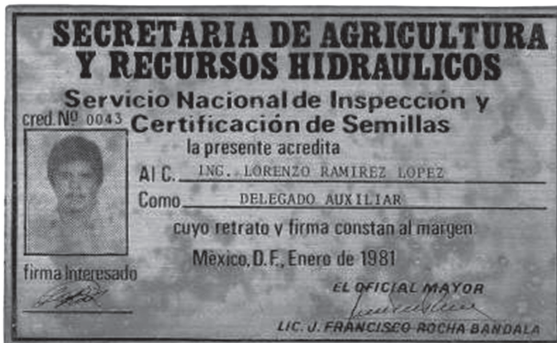 SECRETARIA DE AGRICULTURA
Y RECURSOS HIDRAULICOS
Servicio Nacional de Inspección y
Certificación de Semillas
cred. Nº 0043
la presente acredita
Al C. ING. LORENZO RAMIREZ LOPEZ
Como DELEGADO AUXILIAR
cuyo retrato y firma constan al margen
México, D.F., Enero de 1981
firma Interesado
EL OFICIAL MAYOR
LIC. J. FRANCISCO ROCHA BANDALA